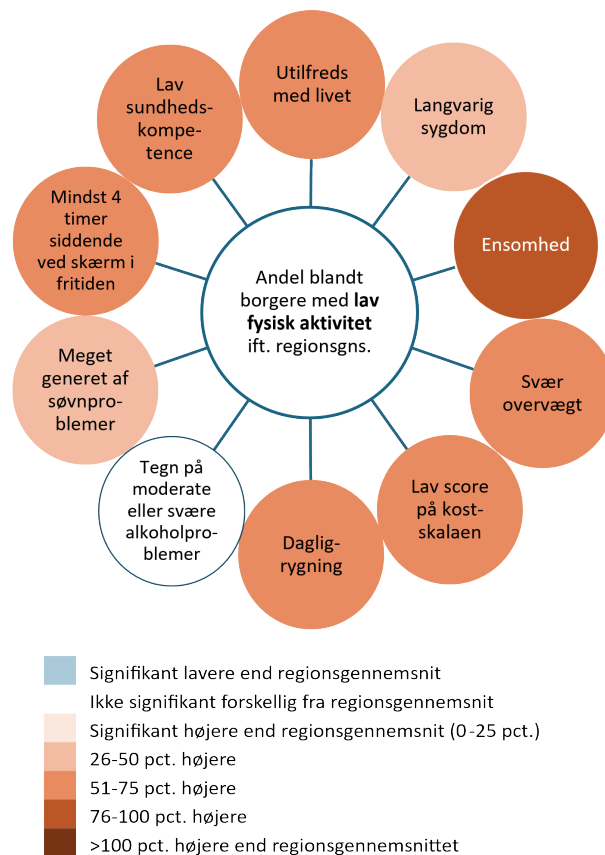 Utilfreds
med livet
Langvarig
sygdom
Ensomhed
Svær
overvægt
Lav score
på kost-
skalaen
Daglig-
rygning
Tegn på
moderate
eller svære
alkoholpro-
blemer
Meget
generet af
søvnpro-
blemer
Mindst 4
timer
siddende
ved skærm i
fritiden
Lav
sundheds-
kompe-
tence
Andel blandt
borgere med lav
fysisk aktivitet
ift. regionsgns.
Signifikant lavere end regionsgennemsnit
Ikke signifikant forskellig fra regionsgennemsnit
Signifikant højere end regionsgennemsnit (0-25 pct.)
26-50 pct. højere
51-75 pct. højere
76-100 pct. højere
>100 pct. højere end regionsgennemsnittet